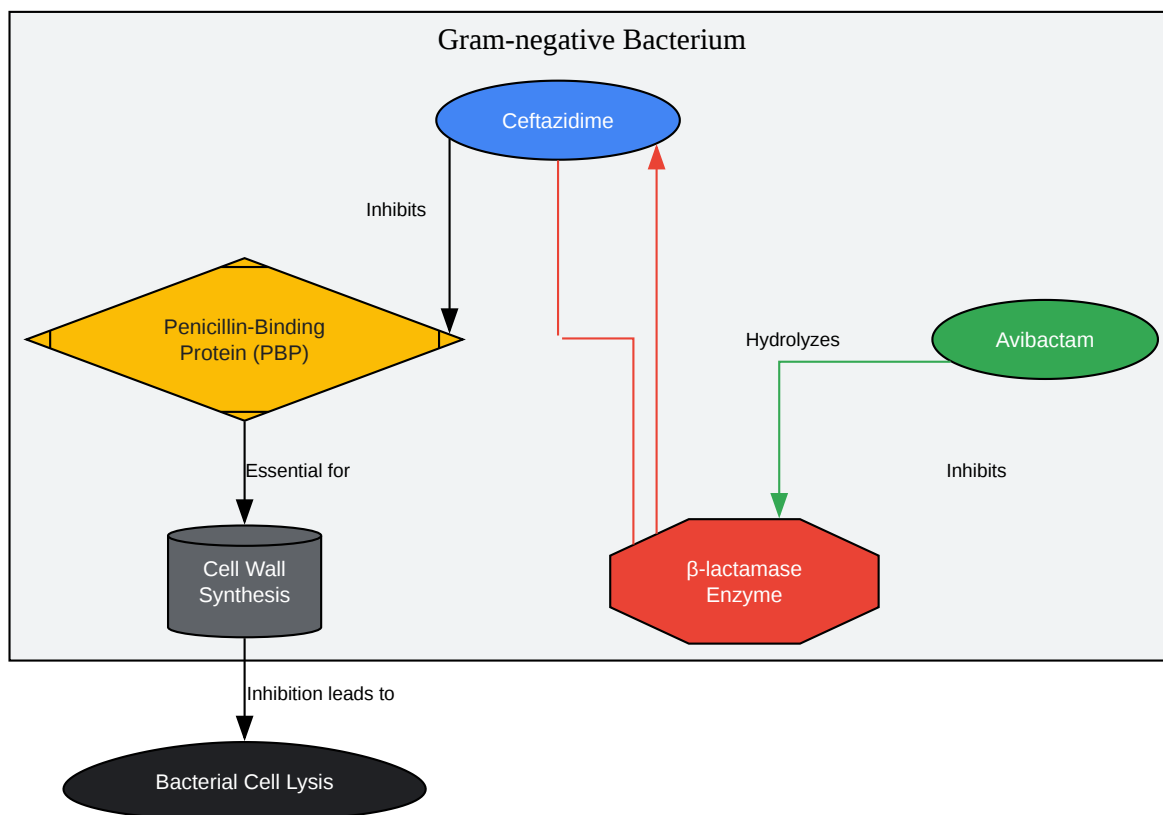 Gram-negative Bacterium
Ceftazidime
Inhibits
Penicillin-Binding
Protein (PBP)
Hydrolyzes
Avibactam
Essential for
Inhibits
Cell Wall
Synthesis
β-lactamase
Enzyme
Inhibition leads to
Bacterial Cell Lysis